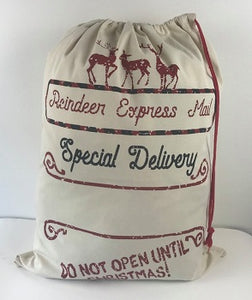 Reindeer Express Mail
Special Delivery
DO NOT OPEN UNTIL
CHRISTMAS!